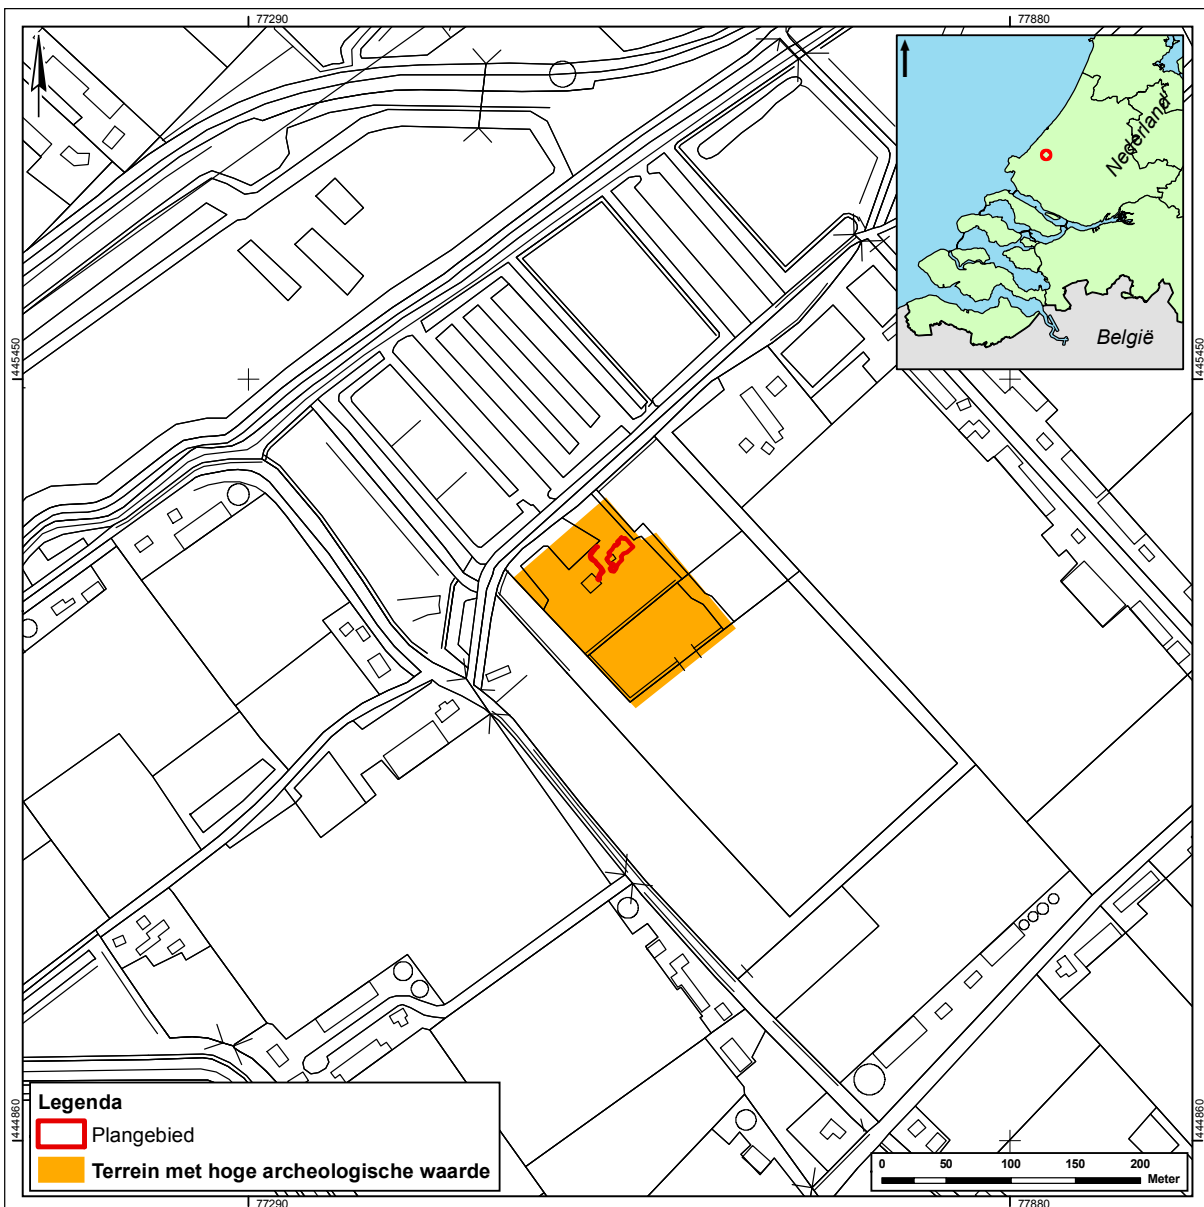 77290
77880
Nederland
België
445450
445450
444860
444860
Legenda
Plangebied
Terrein met hoge archeologische waarde
0 50 100 150 200
Meter
77290
77880